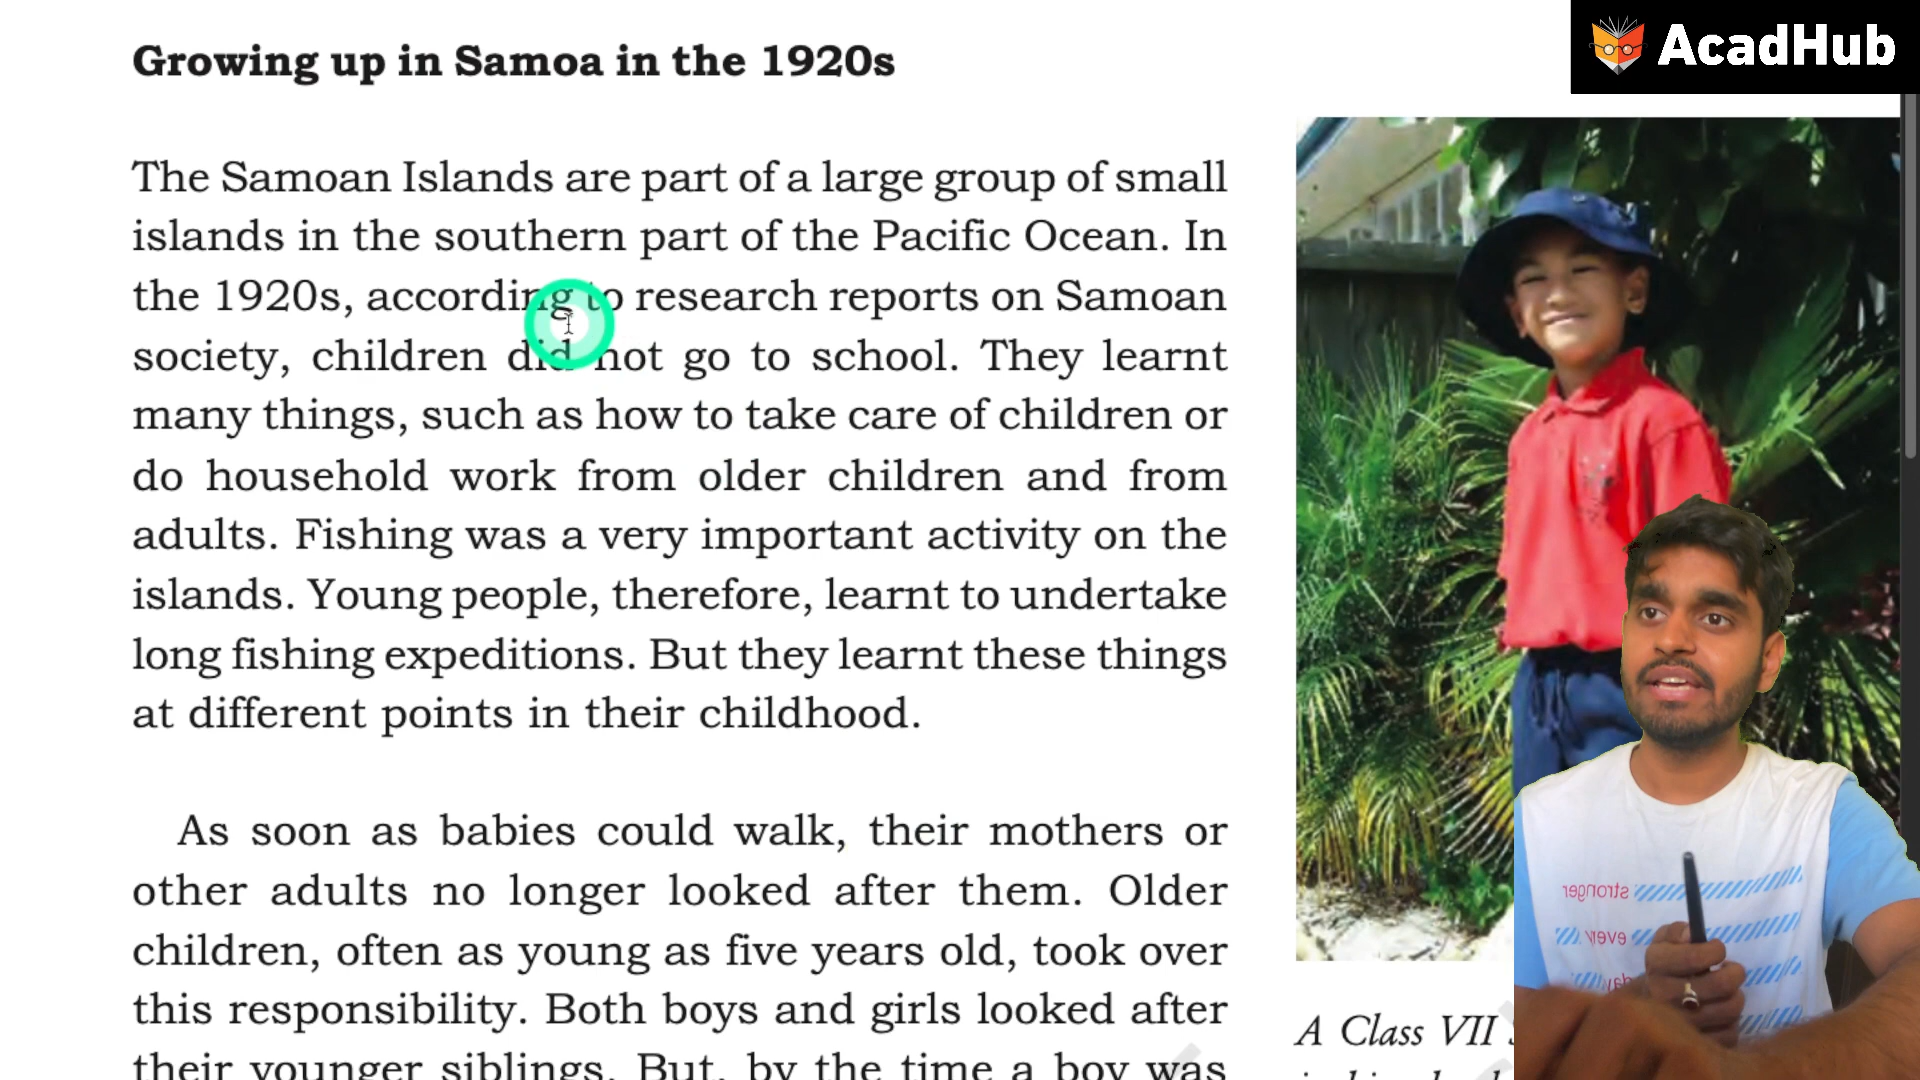 Growing up in Samoa in the 1920s
AcadHub
The Samoan Islands are part of a large group of small
islands in the southern part of the Pacific Ocean. In
the 1920s, according to research reports on Samoan
society, children did not go to school. They learnt
many things, such as how to take care of children or
do household work from older children and from
adults. Fishing was a very important activity on the
islands. Young people, therefore, learnt to undertake
long fishing expeditions. But they learnt these things
at different points in their childhood.
As soon as babies could walk, their mothers or
other adults no longer looked after them. Older
children, often as young as five years old, took over
this responsibility. Both boys and girls looked after
their younger siblings. But, by the time a boy was
A Class VII
stronger
every